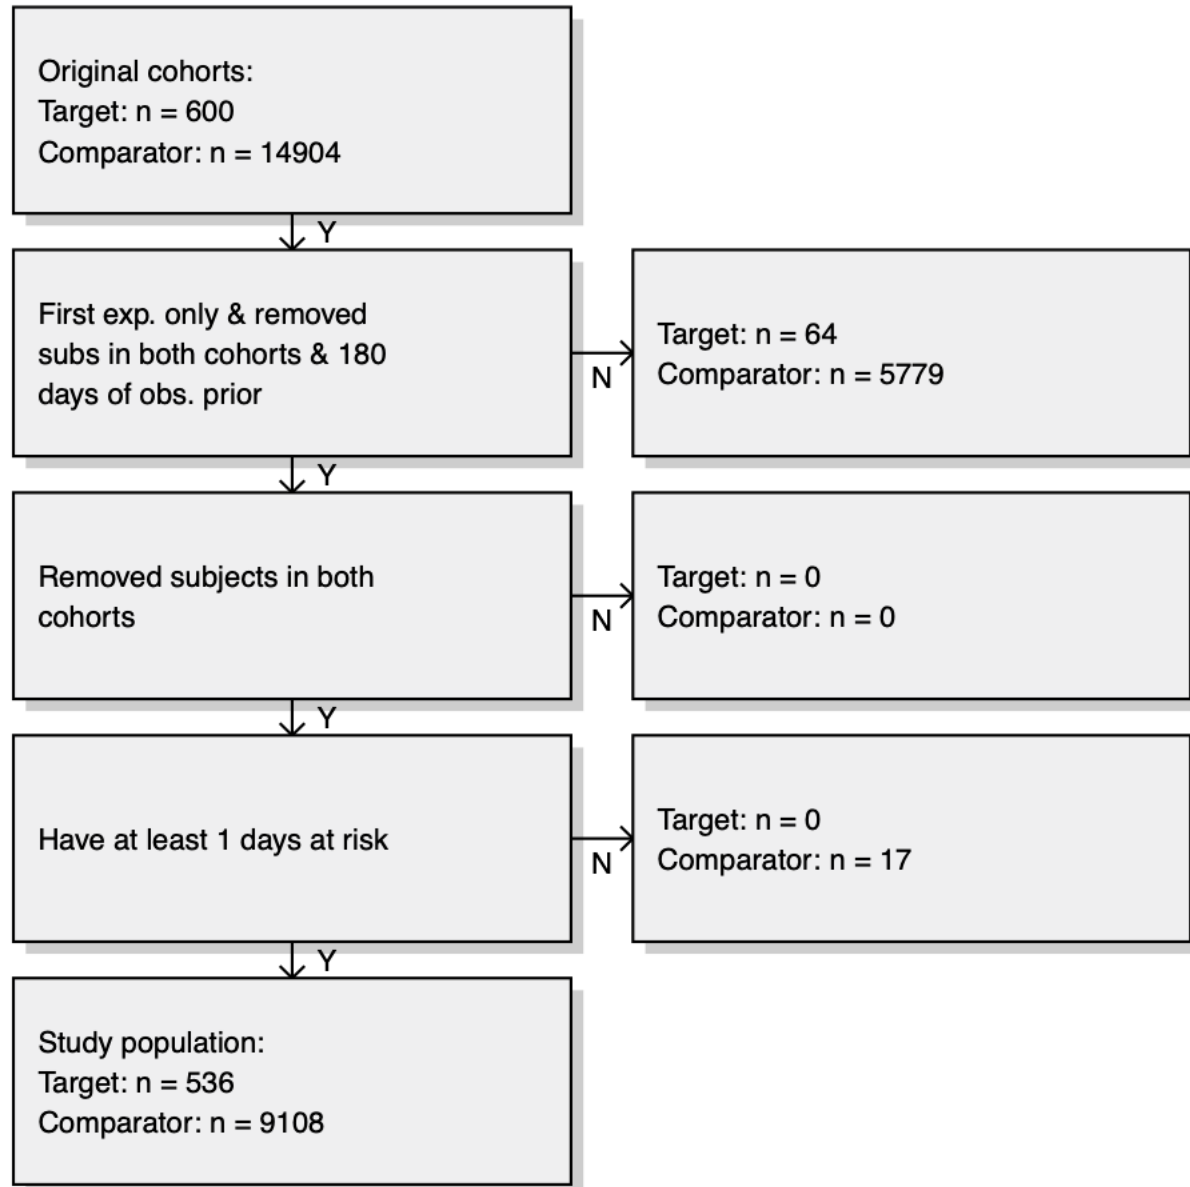 Original cohorts:
Target: n = 600
Comparator: n = 14904
Y
First exp. only & removed
subs in both cohorts & 180
days of obs. prior
N
Target: n = 64
Comparator: n = 5779
Y
Removed subjects in both
cohorts
N
Target: n = 0
Comparator: n = 0
Y
Have at least 1 days at risk
N
Target: n = 0
Comparator: n = 17
Y
Study population:
Target: n = 536
Comparator: n = 9108